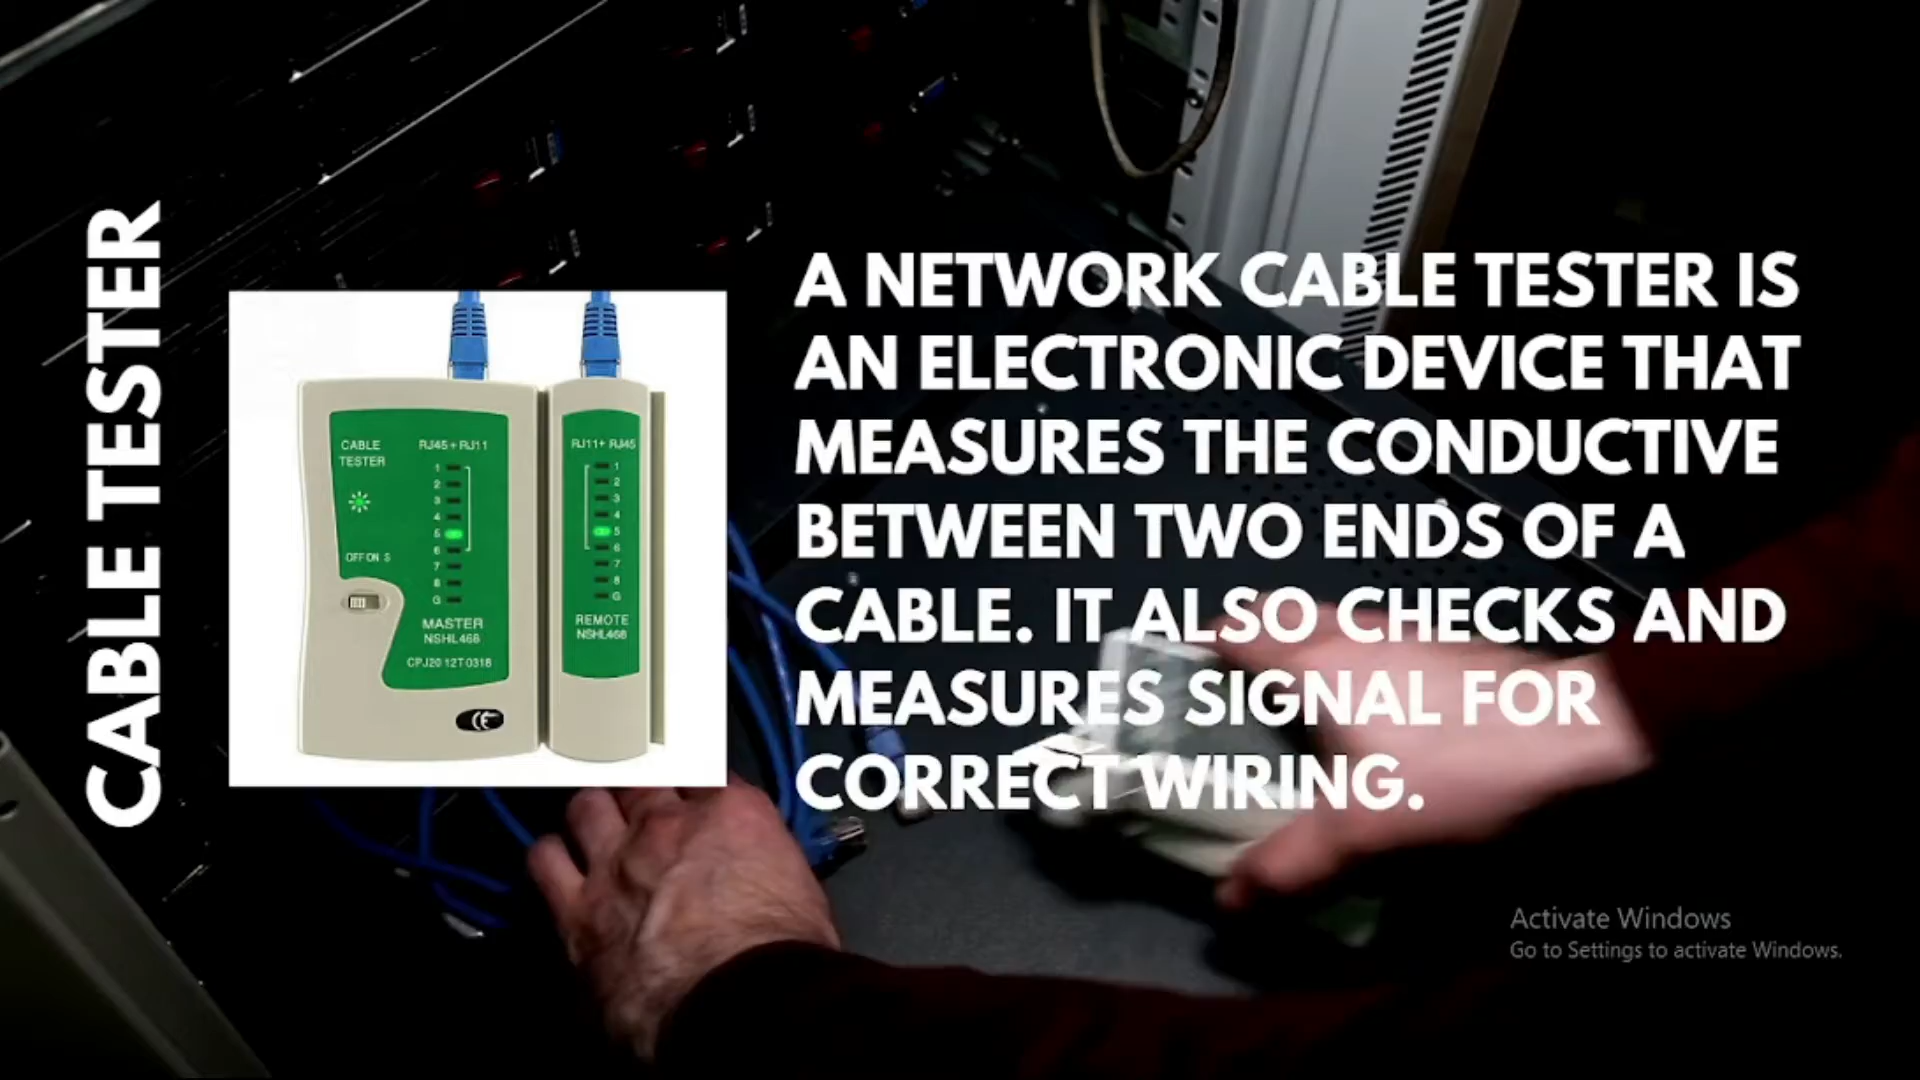 CABLE TESTER
CABLE
TESTER
OFF ON S
RJ45 + RJ11
1
2
3
4
5
6
7
8
G
MASTER
NSHL468
CPJ20 12T 0318
CE
RJ11+ RJ45
1
2
3
4
5
6
7
8
G
REMOTE
NSHL468
A NETWORK CABLE TESTER IS
AN ELECTRONIC DEVICE THAT
MEASURES THE CONDUCTIVE
BETWEEN TWO ENDS OF A
CABLE. IT ALSO CHECKS AND
MEASURES SIGNAL FOR
CORRECT WIRING.
Activate Windows
Go to Settings to activate Windows.